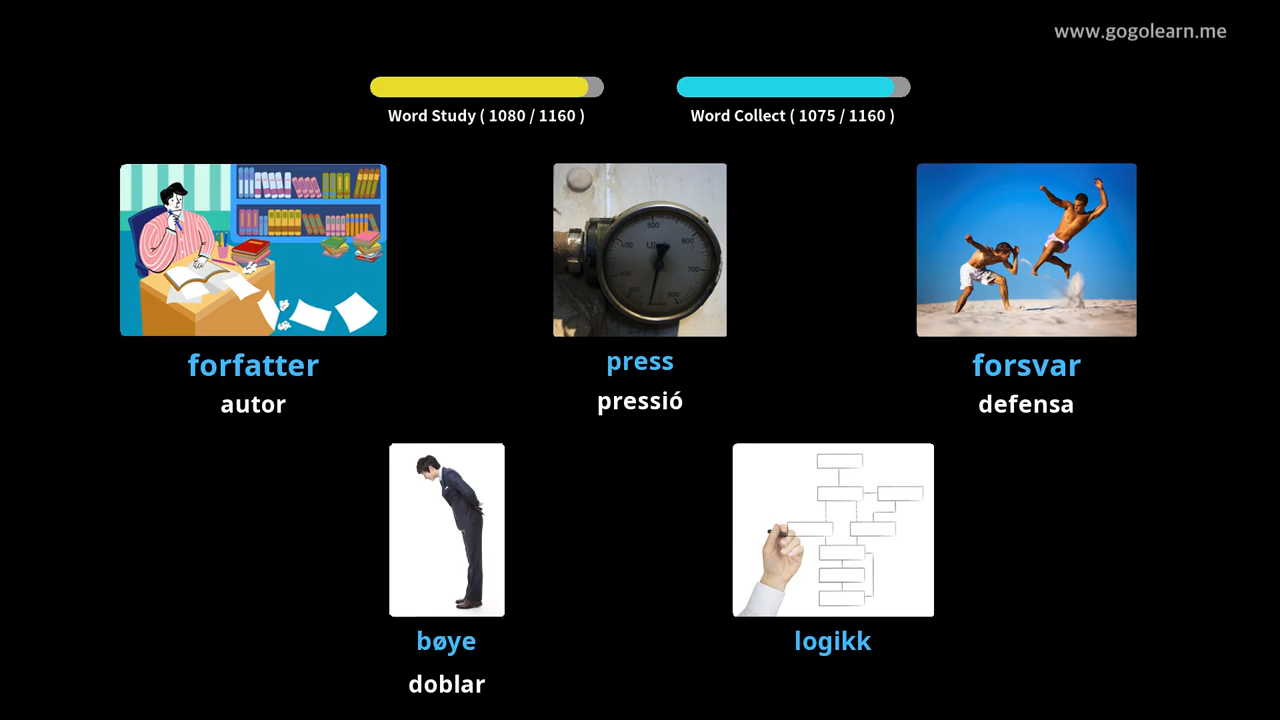 www.gogolearn.me
Word Study ( 1080 / 1160 )
Word Collect ( 1075 / 1160 )
forfatter
autor
press
pressió
forsvar
defensa
bøye
doblar
logikk